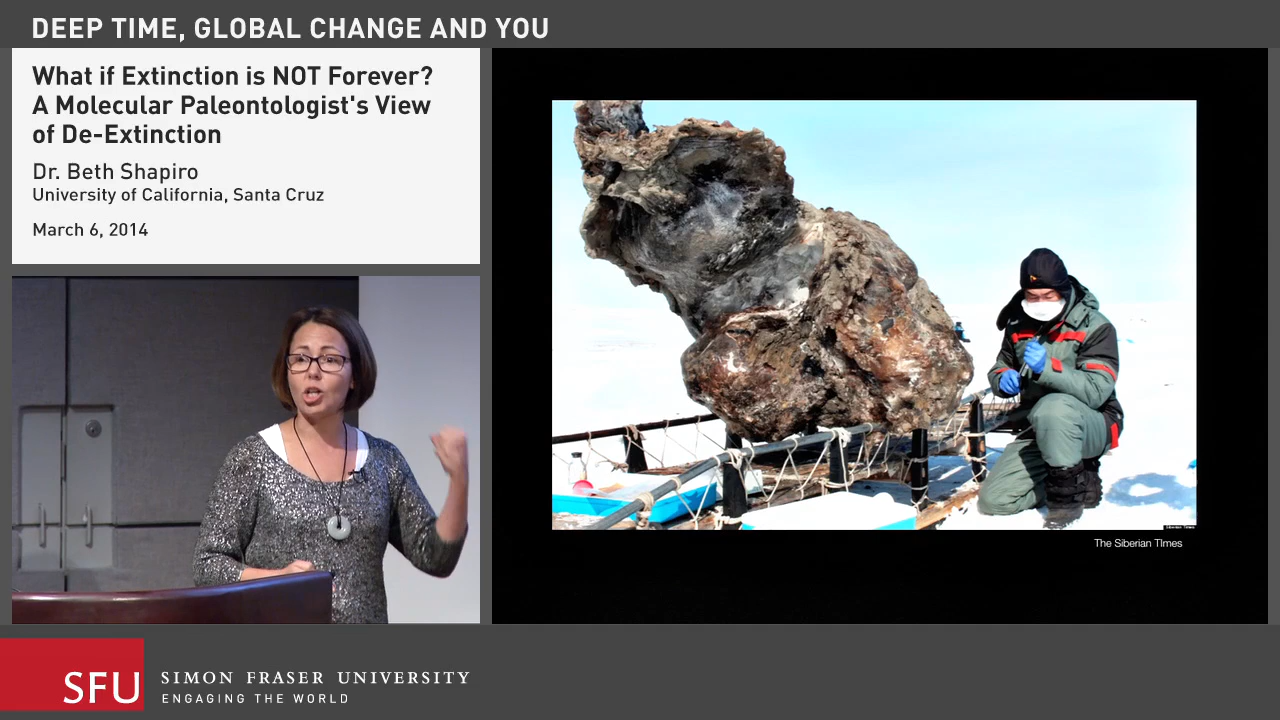 DEEP TIME, GLOBAL CHANGE AND YOU
What if Extinction is NOT Forever?
A Molecular Paleontologist's View
of De-Extinction
Dr. Beth Shapiro
University of California, Santa Cruz
March 6, 2014
Siberian Times
The Siberian TImes
SFU
SIMON FRASER UNIVERSITY
ENGAGING THE WORLD